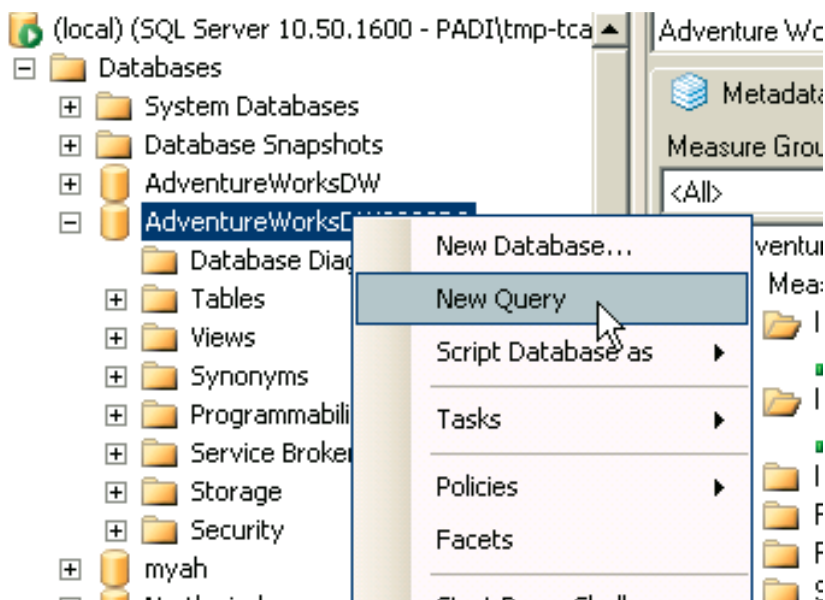 (local) (SQL Server 10.50.1600 - PADI\tmp-tca
Databases
System Databases
Database Snapshots
AdventureWorksDW
Database
Tables
Views
Synonyms
Programmabili
Service Broker
Storage
Security
myah
New Database...
New Query
Script Database as
Tasks
Policies
Facets
Adventure Wo
Metadata
Measure Grou
<All>
ventur
Meas